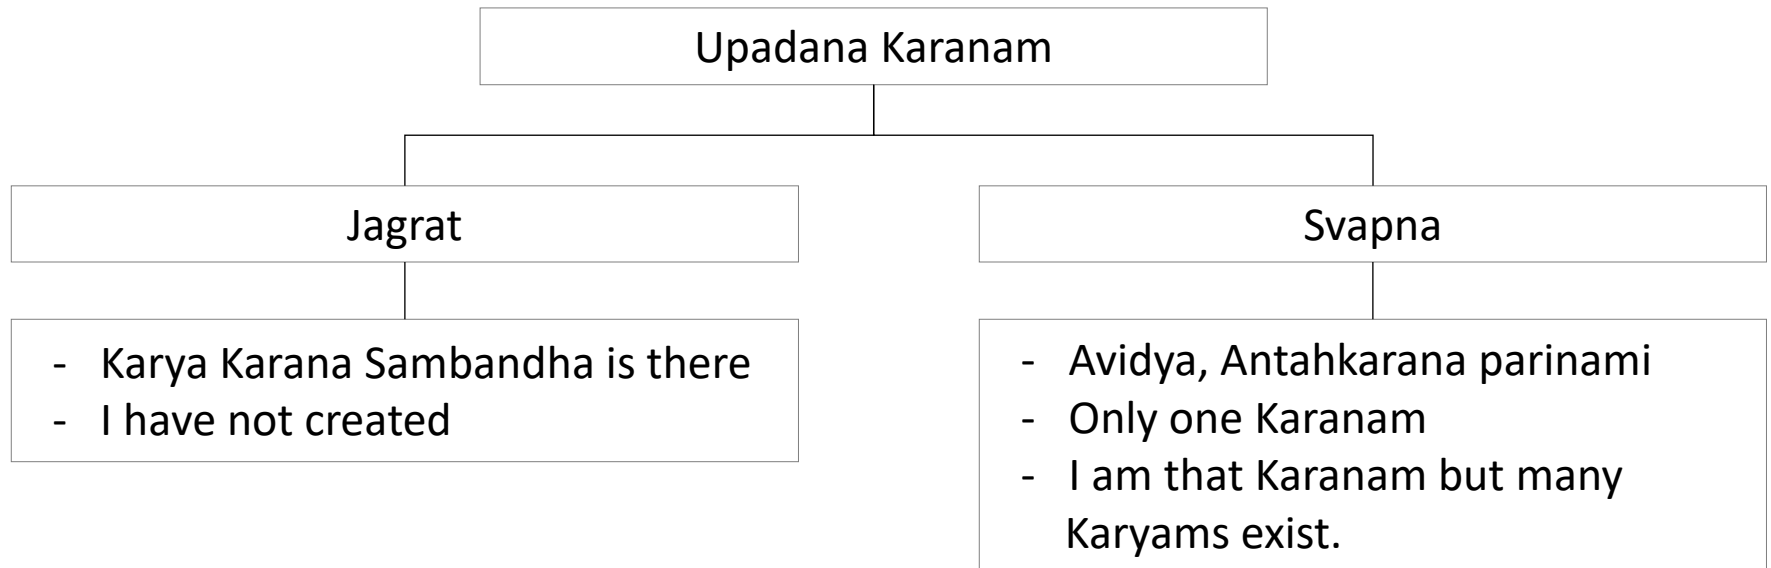 Upadana Karanam
Jagrat
Svapna
- Karya Karana Sambandha is there
- I have not created
- Avidya, Antahkarana parinami
- Only one Karanam
- I am that Karanam but many
Karyams exist.